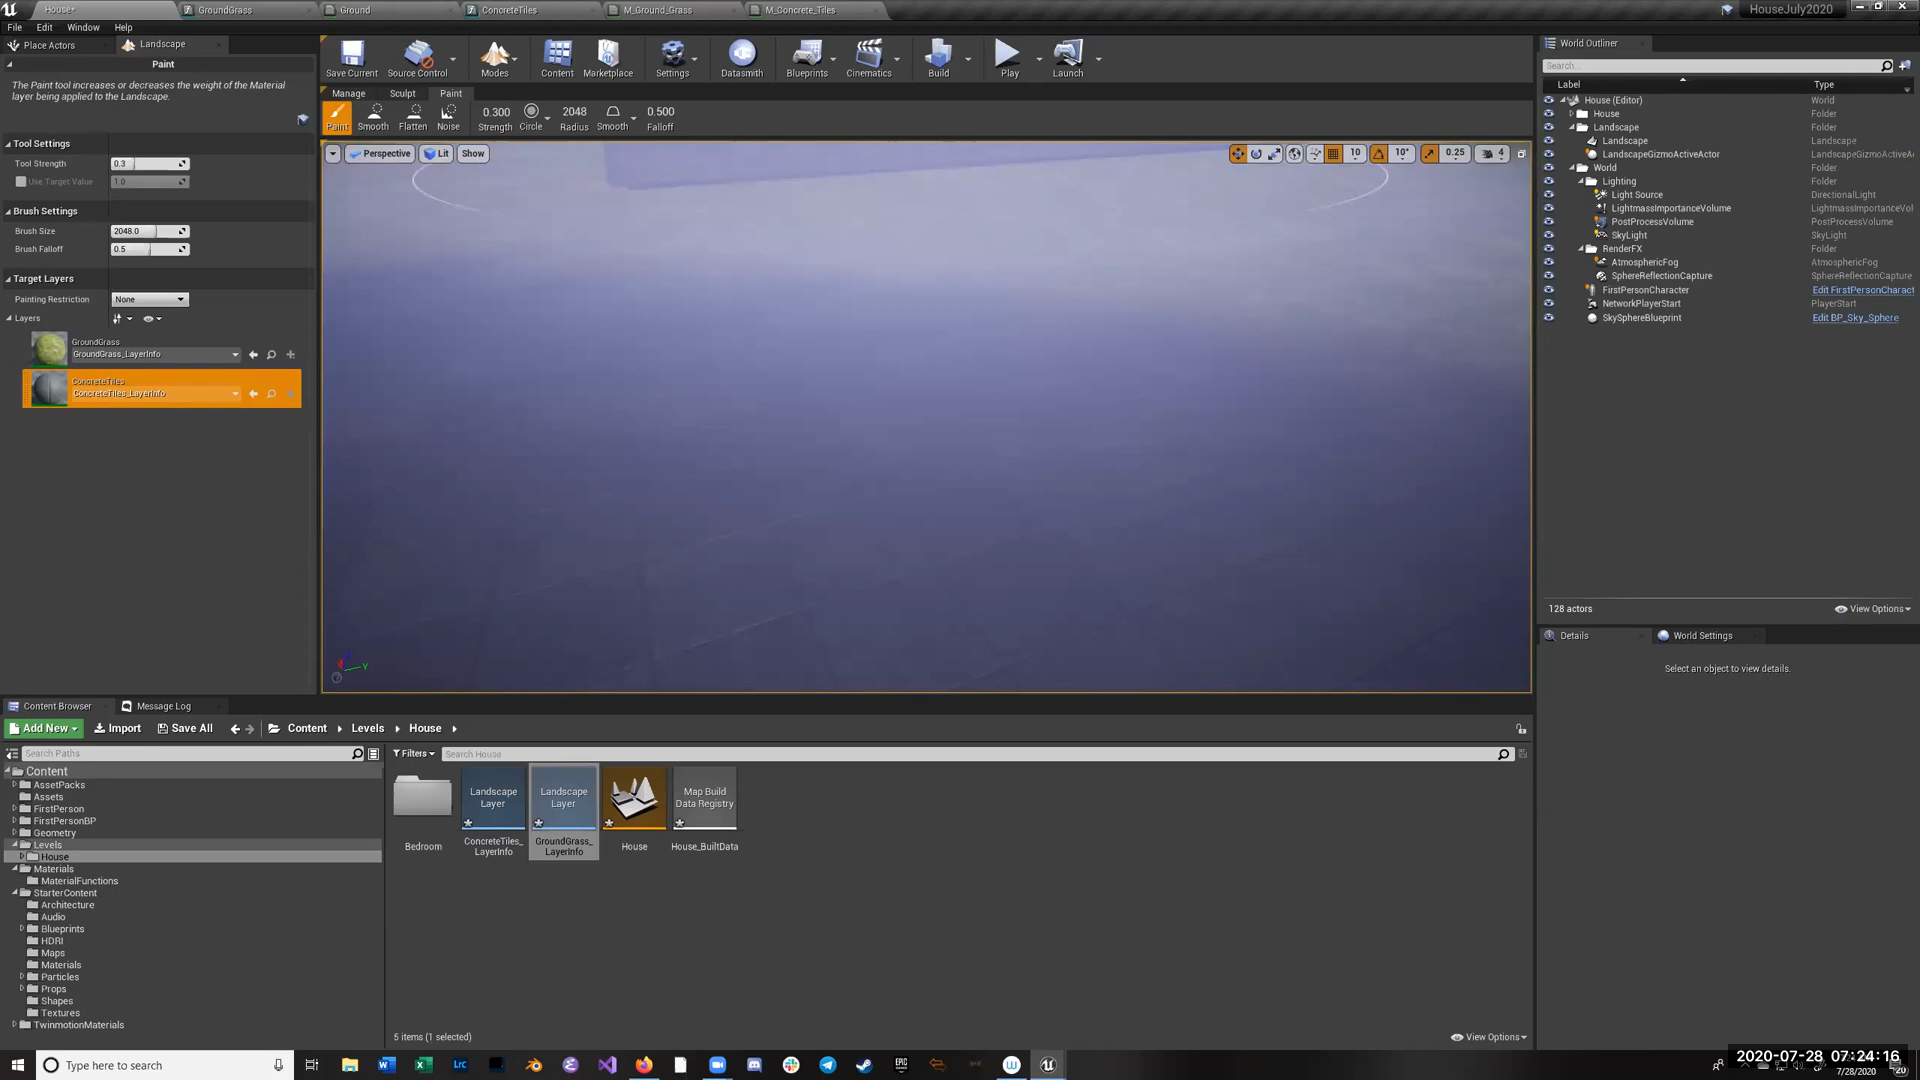 House*
GroundGrass
Ground
ConcreteTiles
M_Ground_Grass
M_Concrete_Tiles
HouseJuly2020
File
Edit
Window
Help
Place Actors
Landscape
Paint
The Paint tool increases or decreases the weight of the Material
layer being applied to the Landscape.
Tool Settings
Tool Strength
0.3
Use Target Value
1.0
Brush Settings
Brush Size
2048.0
Brush Falloff
0.5
Target Layers
Painting Restriction
None
Layers
GroundGrass
GroundGrass_LayerInfo
ConcreteTiles
ConcreteTiles_LayerInfo
Save Current
Source Control
Modes
Content
Marketplace
Settings
Datasmith
Blueprints
Cinematics
Build
Play
Launch
Manage
Sculpt
Paint
Paint
Smooth
Flatten
Noise
0.300
Strength
Circle
2048
Radius
Smooth
0.500
Falloff
Perspective
Lit
Show
10
10°
0.25
4
Y
World Outliner
Search...
Label
Type
House (Editor)
World
House
Folder
Landscape
Folder
Landscape
Landscape
LandscapeGizmoActiveActor
LandscapeGizmoActiveA
World
Folder
Lighting
Folder
Light Source
DirectionalLight
LightmassImportanceVolume
LightmassImportanceVol
PostProcessVolume
PostProcessVolume
SkyLight
SkyLight
RenderFX
Folder
AtmosphericFog
AtmosphericFog
SphereReflectionCapture
SphereReflectionCapture
FirstPersonCharacter
Edit FirstPersonCharact
NetworkPlayerStart
PlayerStart
SkySphereBlueprint
Edit BP_Sky_Sphere
128 actors
View Options
Details
World Settings
Select an object to view details.
Content Browser
Message Log
Add New
Import
Save All
Content
Levels
House
Search Paths
Content
AssetPacks
Assets
FirstPerson
FirstPersonBP
Geometry
Levels
House
Materials
MaterialFunctions
StarterContent
Architecture
Audio
Blueprints
HDRI
Maps
Materials
Particles
Props
Shapes
Textures
TwinmotionMaterials
Filters
Search House
Bedroom
Landscape
Layer
ConcreteTiles_
LayerInfo
Landscape
Layer
GroundGrass_
LayerInfo
House
Map Build
Data Registry
House_BuiltData
5 items (1 selected)
View Options
Type here to search
Lrc
EPIC
GAMES
2020-07-28 07:24:16
7/28/2020
20